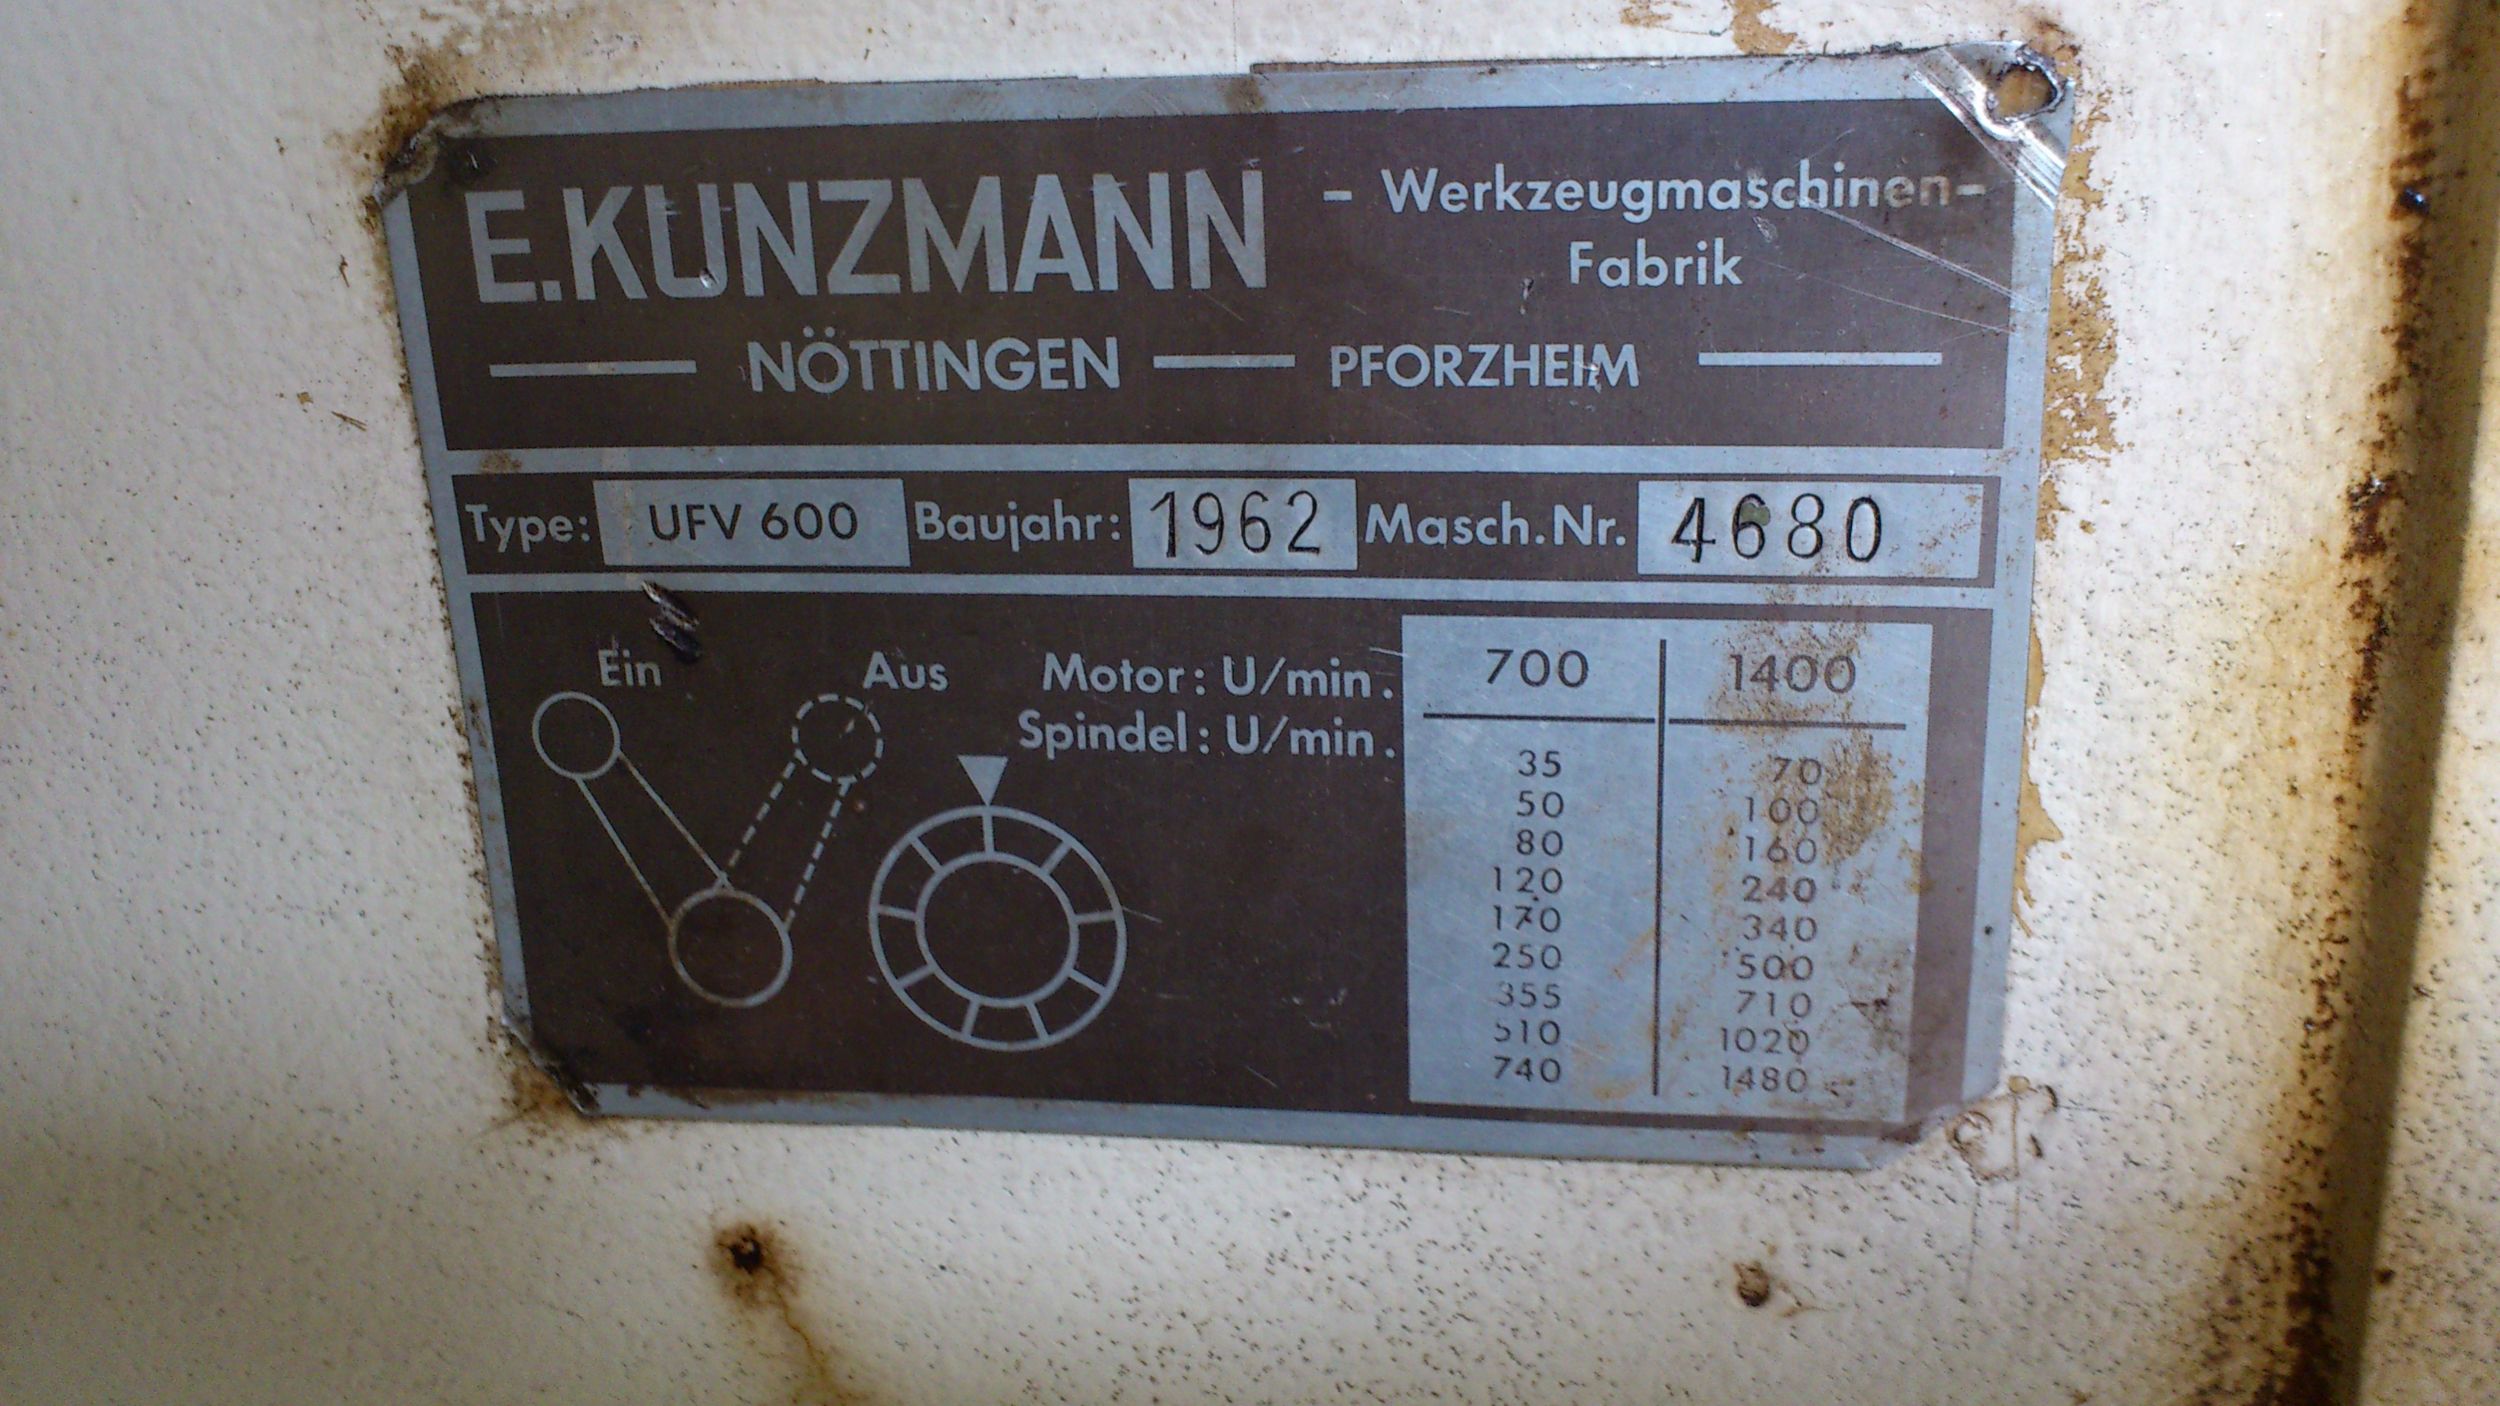 E.KUNZMANN - Werkzeugmaschinen-
Fabrik
NÖTTINGEN — PFORZHEIM
Type: UFV 600 Baujahr: 1962 Masch.Nr. 4680
Ein Aus Motor: U/min. 700 1400
Spindel: U/min.
35 70
50 100
80 160
120 240
170 340
250 500
355 710
510 1020
740 1480